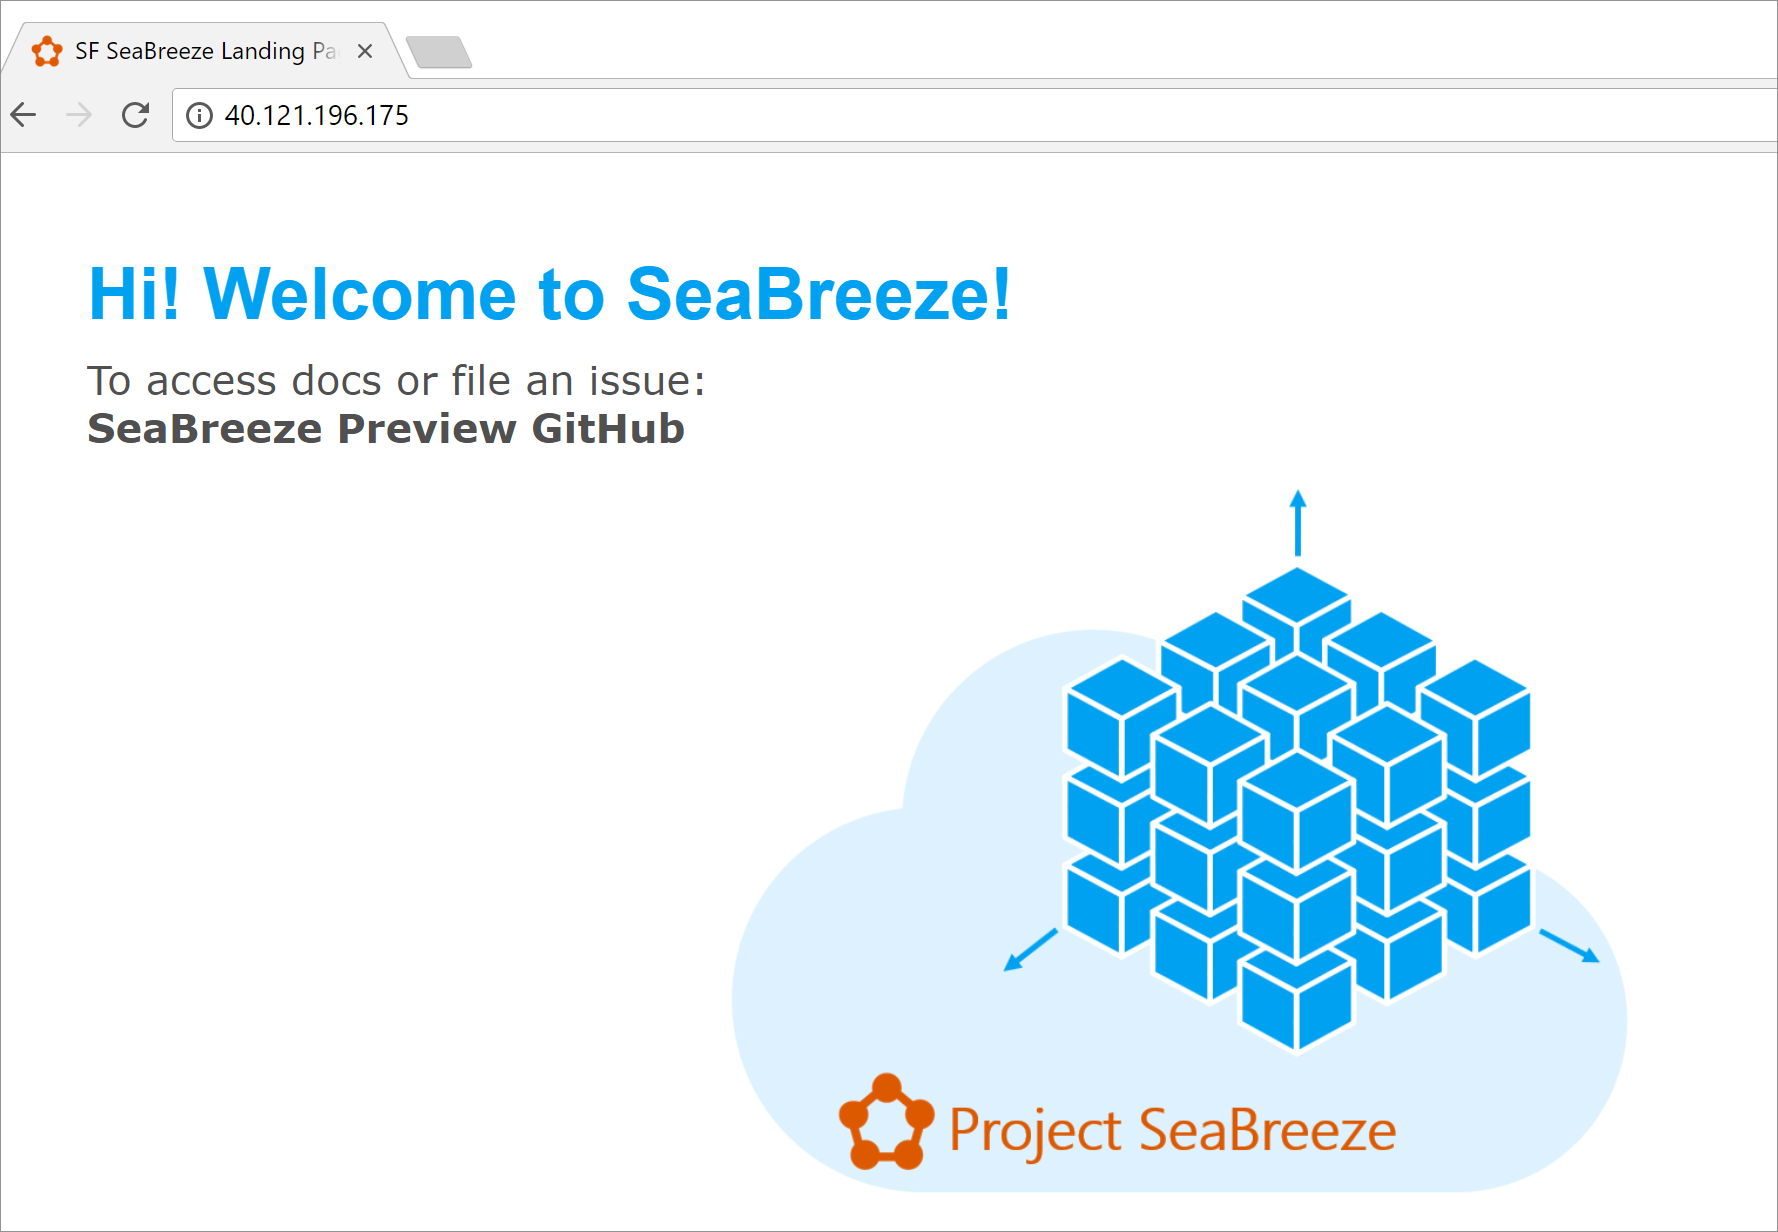 SF SeaBreeze Landing Pa
40.121.196.175
Hi! Welcome to SeaBreeze!
To access docs or file an issue:
SeaBreeze Preview GitHub
Project SeaBreeze